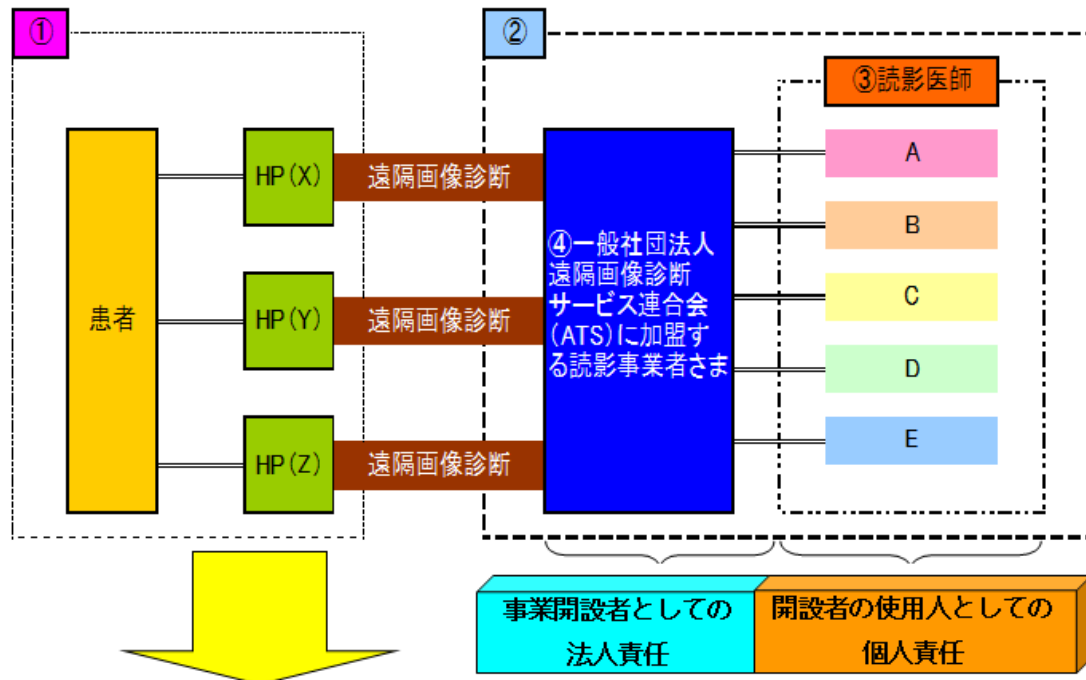 ①
②
③読影医師
患者
HP(X)
遠隔画像診断
HP(Y)
遠隔画像診断
HP(Z)
遠隔画像診断
④一般社団法人
遠隔画像診断
サービス連合会
(ATS)に加盟す
る読影事業者さま
A
B
C
D
E
事業開設者としての
法人責任
開設者の使用人としての
個人責任